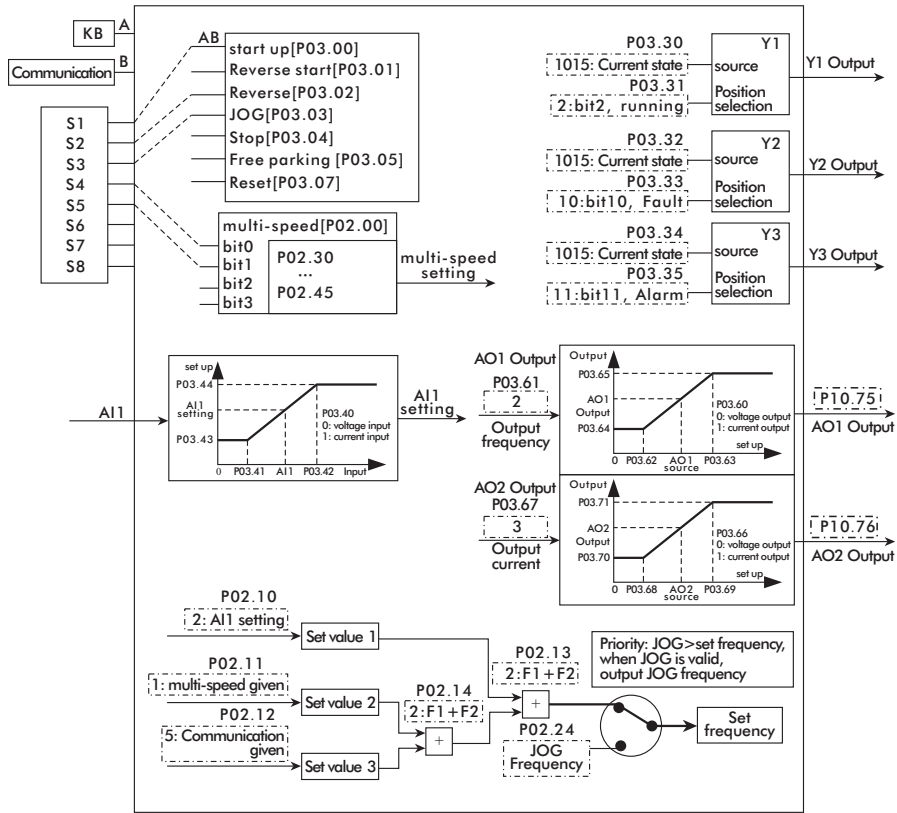 KB
A
Communication
B
S1
S2
S3
S4
S5
S6
S7
S8
AB
start up[P03.00]
Reverse start[P03.01]
Reverse[P03.02]
JOG[P03.03]
Stop[P03.04]
Free parking [P03.05]
Reset[P03.07]
multi-speed[P02.00]
bit0
bit1
bit2
bit3
P02.30
...
P02.45
multi-speed
setting
P03.30
1015: Current state
P03.31
2:bit2, running
Y1
source
Position
selection
Y1 Output
P03.32
1015: Current state
P03.33
10:bit10, Fault
Y2
source
Position
selection
Y2 Output
P03.34
1015: Current state
P03.35
11:bit11, Alarm
Y3
source
Position
selection
Y3 Output
AI1
set up
P03.44
AI1
setting
P03.43
P03.40
0: voltage input
1: current input
0
P03.41
AI1
P03.42
Input
AI1
setting
AO1 Output
P03.61
2
Output
frequency
Output
P03.65
AO1
Output
P03.64
P03.60
0: voltage output
1: current output
set up
0
P03.62
AO1
source
P03.63
P10.75
AO1 Output
AO2 Output
P03.67
3
Output
current
Output
P03.71
AO2
Output
P03.70
P03.66
0: voltage output
1: current output
set up
0
P03.68
AO2
source
P03.69
P10.76
AO2 Output
P02.10
2: AI1 setting
Set value 1
P02.11
1: multi-speed given
Set value 2
P02.12
5: Communication
given
Set value 3
P02.14
2:F1+F2
+
P02.13
2:F1+F2
+
P02.24
JOG
Frequency
Priority: JOG>set frequency,
when JOG is valid,
output JOG frequency
Set
frequency